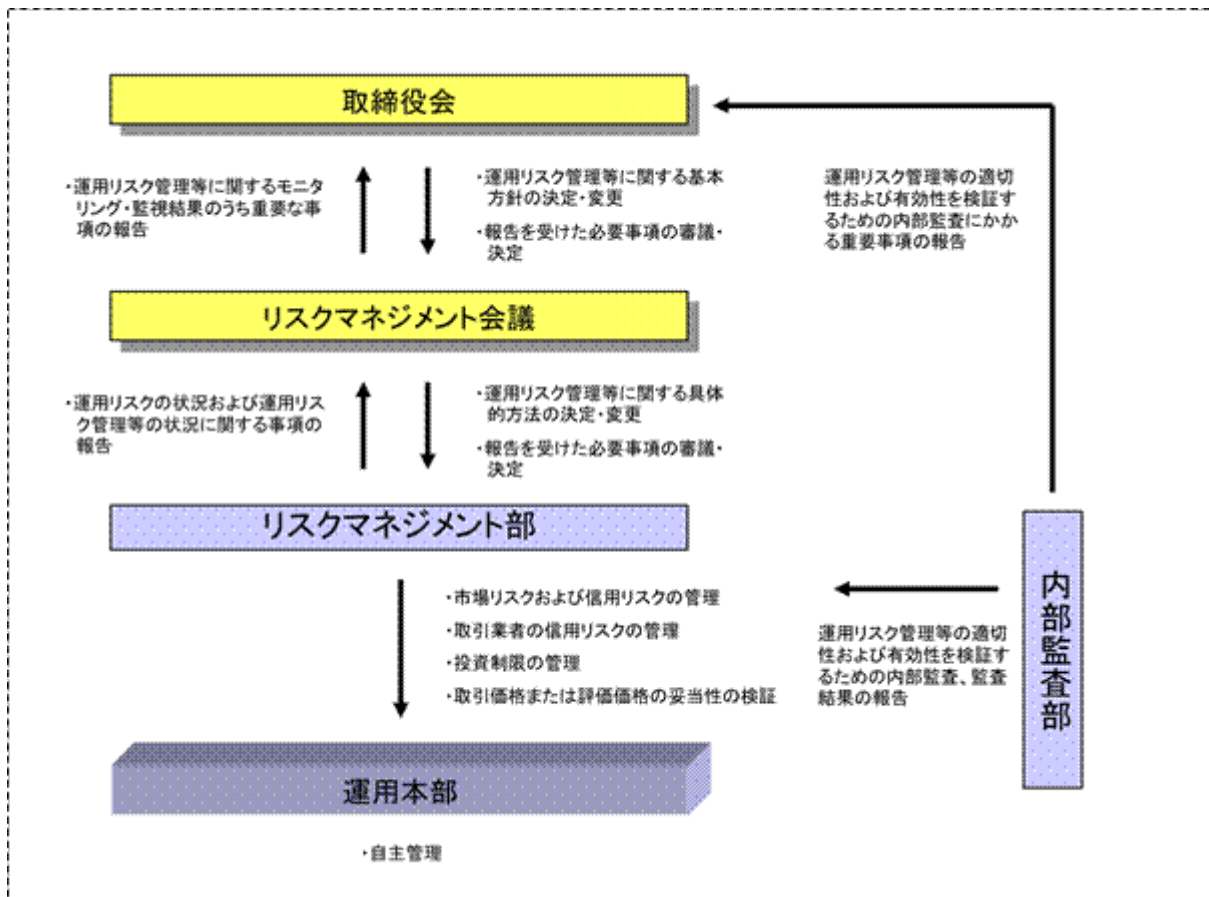 取締役会
・運用リスク管理等に関するモニ
タリング・監視結果のうち重要な事
項の報告
・運用リスク管理等に関する基本
方針の決定・変更
・報告を受けた必要事項の審議・
決定
運用リスク管理等の適切
性および有効性を検証す
るための内部監査にかか
る重要事項の報告
リスクマネジメント会議
・運用リスクの状況および運用リス
ク管理等の状況に関する事項の
報告
・運用リスク管理等に関する具体
的方法の決定・変更
・報告を受けた必要事項の審議・
決定
リスクマネジメント部
・市場リスクおよび信用リスクの管理
・取引業者の信用リスクの管理
・投資制限の管理
・取引価格または評価価格の妥当性の検証
運用リスク管理等の適切
性および有効性を検証す
るための内部監査、監査
結果の報告
内部監査部
運用本部
・自主管理